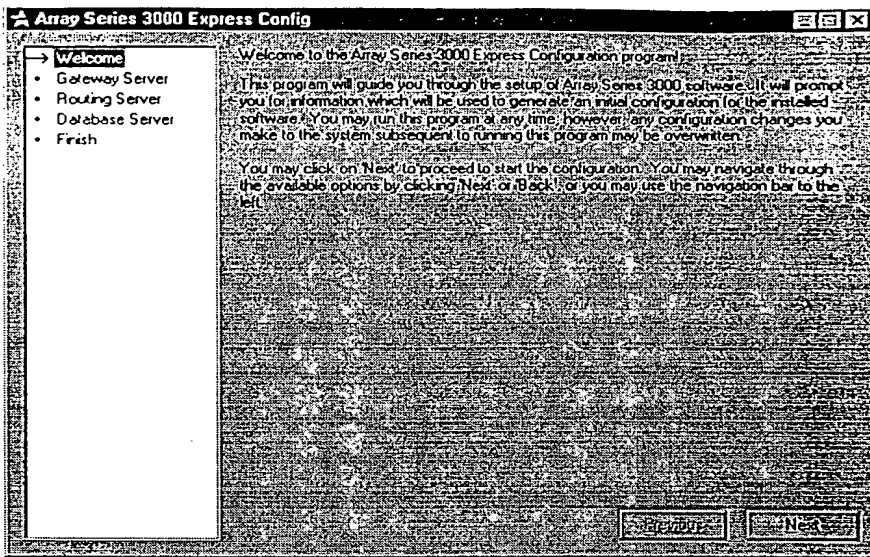 Array Series 3000 Express Config
Welcome
Gateway Server
Routing Server
Database Server
Finish
Welcome to the Array Series 3000 Express Configuration program!
This program will guide you through the setup of Array Series 3000 software. It will prompt
you for information which will be used to generate an initial configuration for the installed
software. You may run this program at any time, however, any configuration changes you
make to the system subsequent to running this program may be overwritten.
You may click on 'Next' to proceed to start the configuration. You may navigate through
the available options by clicking 'Next' or 'Back', or you may use the navigation bar to the
left.
Previous
Next